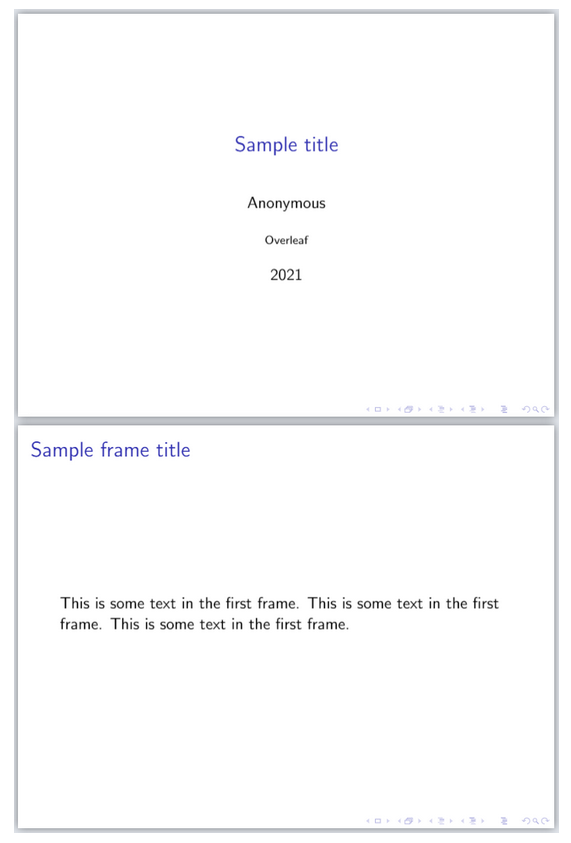 Sample title
Anonymous
Overleaf
2021
Sample frame title
This is some text in the first frame. This is some text in the first
frame. This is some text in the first frame.